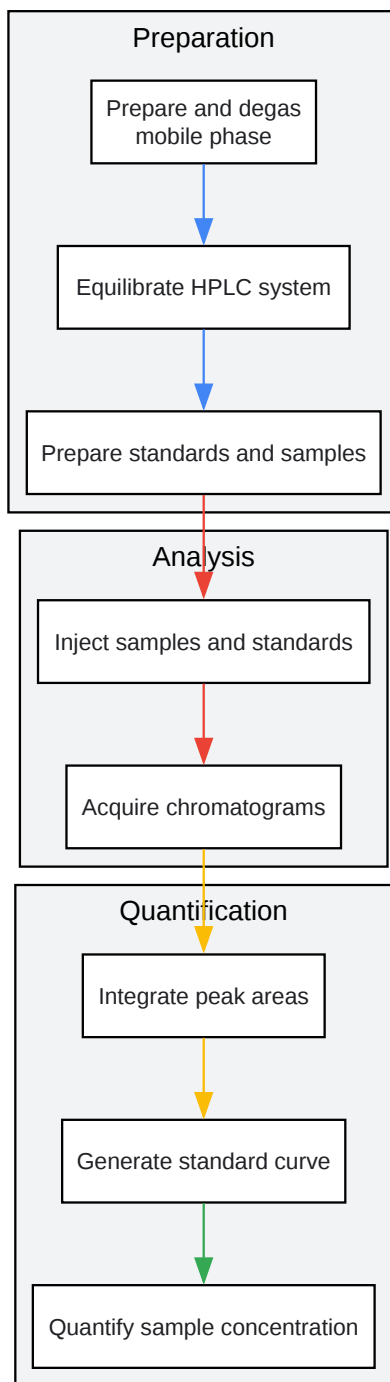 Preparation
Prepare and degas
mobile phase
Equilibrate HPLC system
Prepare standards and samples
Analysis
Inject samples and standards
Acquire chromatograms
Quantification
Integrate peak areas
Generate standard curve
Quantify sample concentration